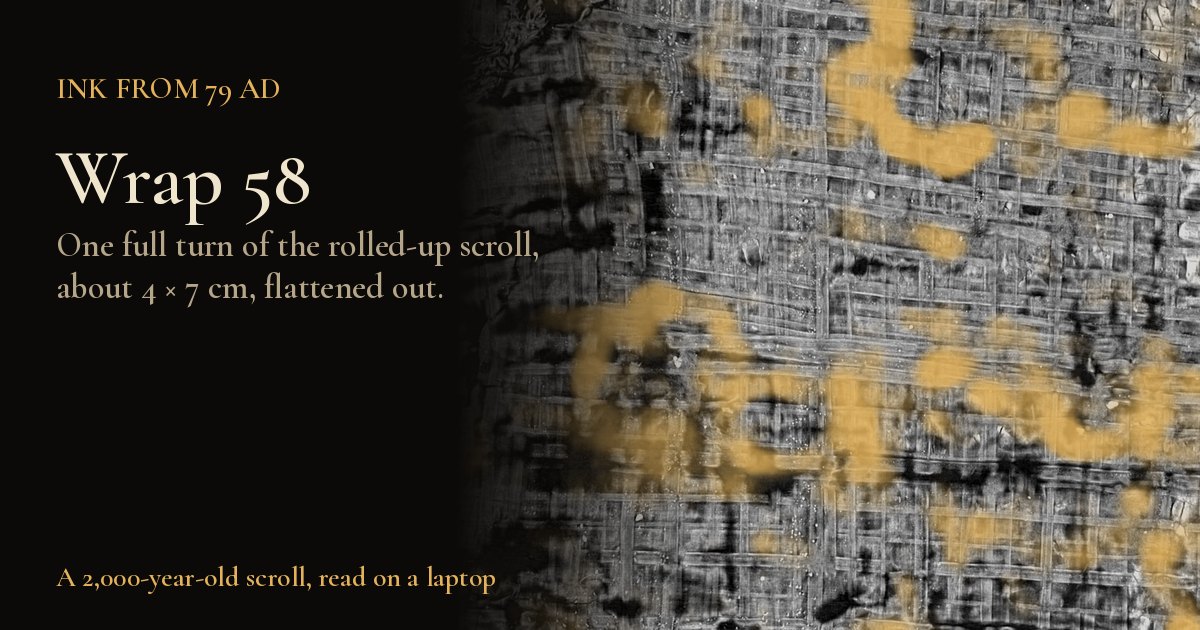 INK FROM 79 AD
Wrap 58
One full turn of the rolled-up scroll,
about 4 × 7 cm, flattened out.
A 2,000-year-old scroll, read on a laptop